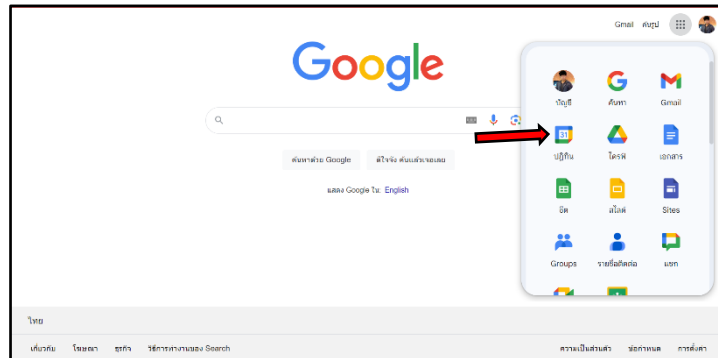 Gmail ค้นรูป
Google
บัญชี ค้นหา Gmail
31
ปฏิทิน ไดรฟ์ เอกสาร
ค้นหาด้วย Google ดีใจจัง ค้นแล้วเจอเลย
แสดง Google ใน: English
ชีต สไลด์ Sites
Groups รายชื่อติดต่อ แชท
ไทย
เกี่ยวกับ โฆษณา ธุรกิจ วิธีการทำงานของ Search ความเป็นส่วนตัว ข้อกำหนด การตั้งค่า